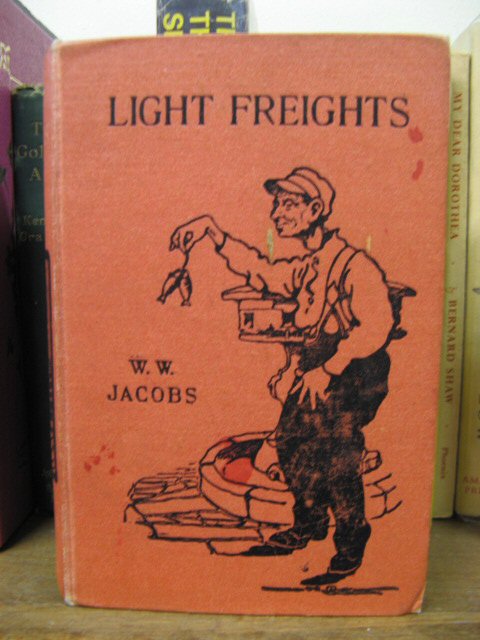 LIGHT FREIGHTS
W. W.
JACOBS
MY DEAR DOROTHEA
BERNARD SHAW